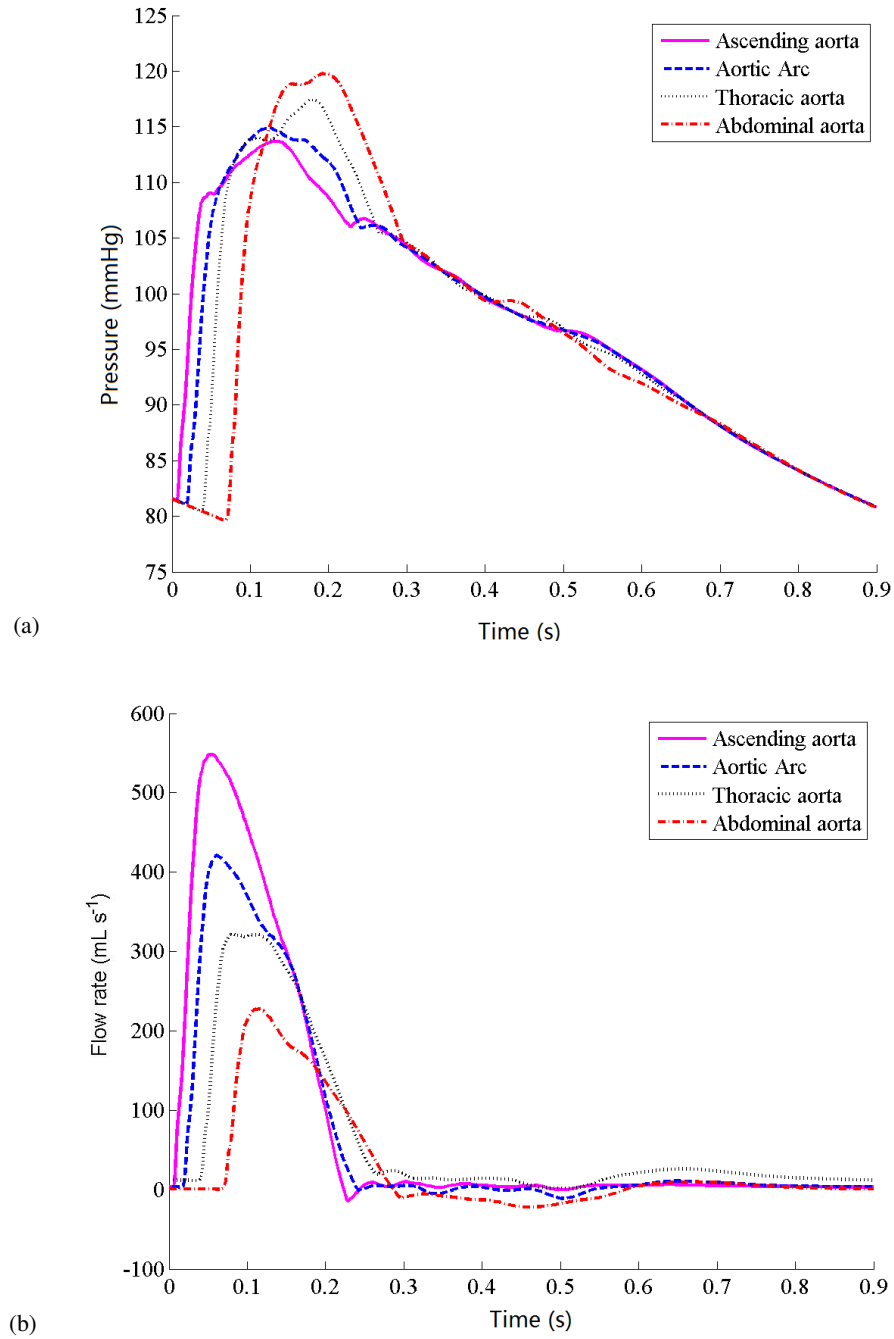 125
120
115
110
105
100
95
90
85
80
75
Pressure (mmHg)
0 0.1 0.2 0.3 0.4 0.5 0.6 0.7 0.8 0.9
Time (s)
Ascending aorta
Aortic Arc
Thoracic aorta
Abdominal aorta
(a)
600
500
400
300
200
100
0
-100
Flow rate (mL s-1)
0 0.1 0.2 0.3 0.4 0.5 0.6 0.7 0.8 0.9
Time (s)
Ascending aorta
Aortic Arc
Thoracic aorta
Abdominal aorta
(b)